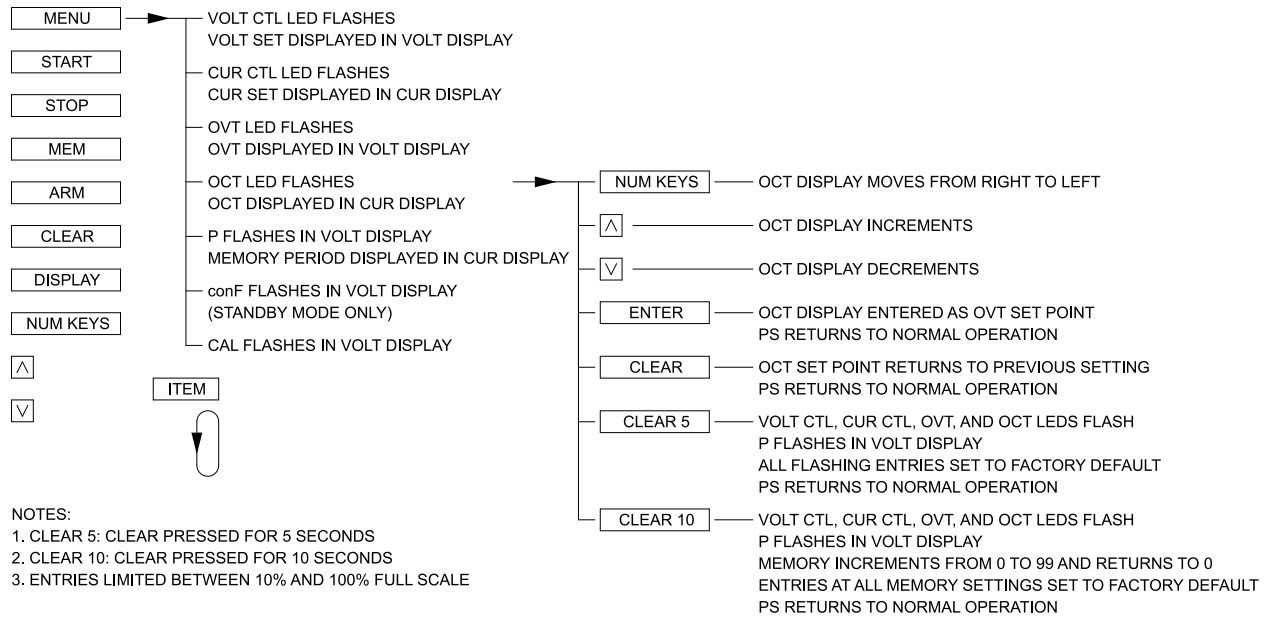 MENU
START
STOP
MEM
ARM
CLEAR
DISPLAY
NUM KEYS
∧
∨
VOLT CTL LED FLASHES
VOLT SET DISPLAYED IN VOLT DISPLAY
CUR CTL LED FLASHES
CUR SET DISPLAYED IN CUR DISPLAY
OVT LED FLASHES
OVT DISPLAYED IN VOLT DISPLAY
OCT LED FLASHES
OCT DISPLAYED IN CUR DISPLAY
P FLASHES IN VOLT DISPLAY
MEMORY PERIOD DISPLAYED IN CUR DISPLAY
conF FLASHES IN VOLT DISPLAY
(STANDBY MODE ONLY)
CAL FLASHES IN VOLT DISPLAY
ITEM
NUM KEYS
OCT DISPLAY MOVES FROM RIGHT TO LEFT
∧
OCT DISPLAY INCREMENTS
∨
OCT DISPLAY DECREMENTS
ENTER
OCT DISPLAY ENTERED AS OVT SET POINT
PS RETURNS TO NORMAL OPERATION
CLEAR
OCT SET POINT RETURNS TO PREVIOUS SETTING
PS RETURNS TO NORMAL OPERATION
CLEAR 5
VOLT CTL, CUR CTL, OVT, AND OCT LEDS FLASH
P FLASHES IN VOLT DISPLAY
ALL FLASHING ENTRIES SET TO FACTORY DEFAULT
PS RETURNS TO NORMAL OPERATION
CLEAR 10
VOLT CTL, CUR CTL, OVT, AND OCT LEDS FLASH
P FLASHES IN VOLT DISPLAY
MEMORY INCREMENTS FROM 0 TO 99 AND RETURNS TO 0
ENTRIES AT ALL MEMORY SETTINGS SET TO FACTORY DEFAULT
PS RETURNS TO NORMAL OPERATION
NOTES:
1. CLEAR 5: CLEAR PRESSED FOR 5 SECONDS
2. CLEAR 10: CLEAR PRESSED FOR 10 SECONDS
3. ENTRIES LIMITED BETWEEN 10% AND 100% FULL SCALE